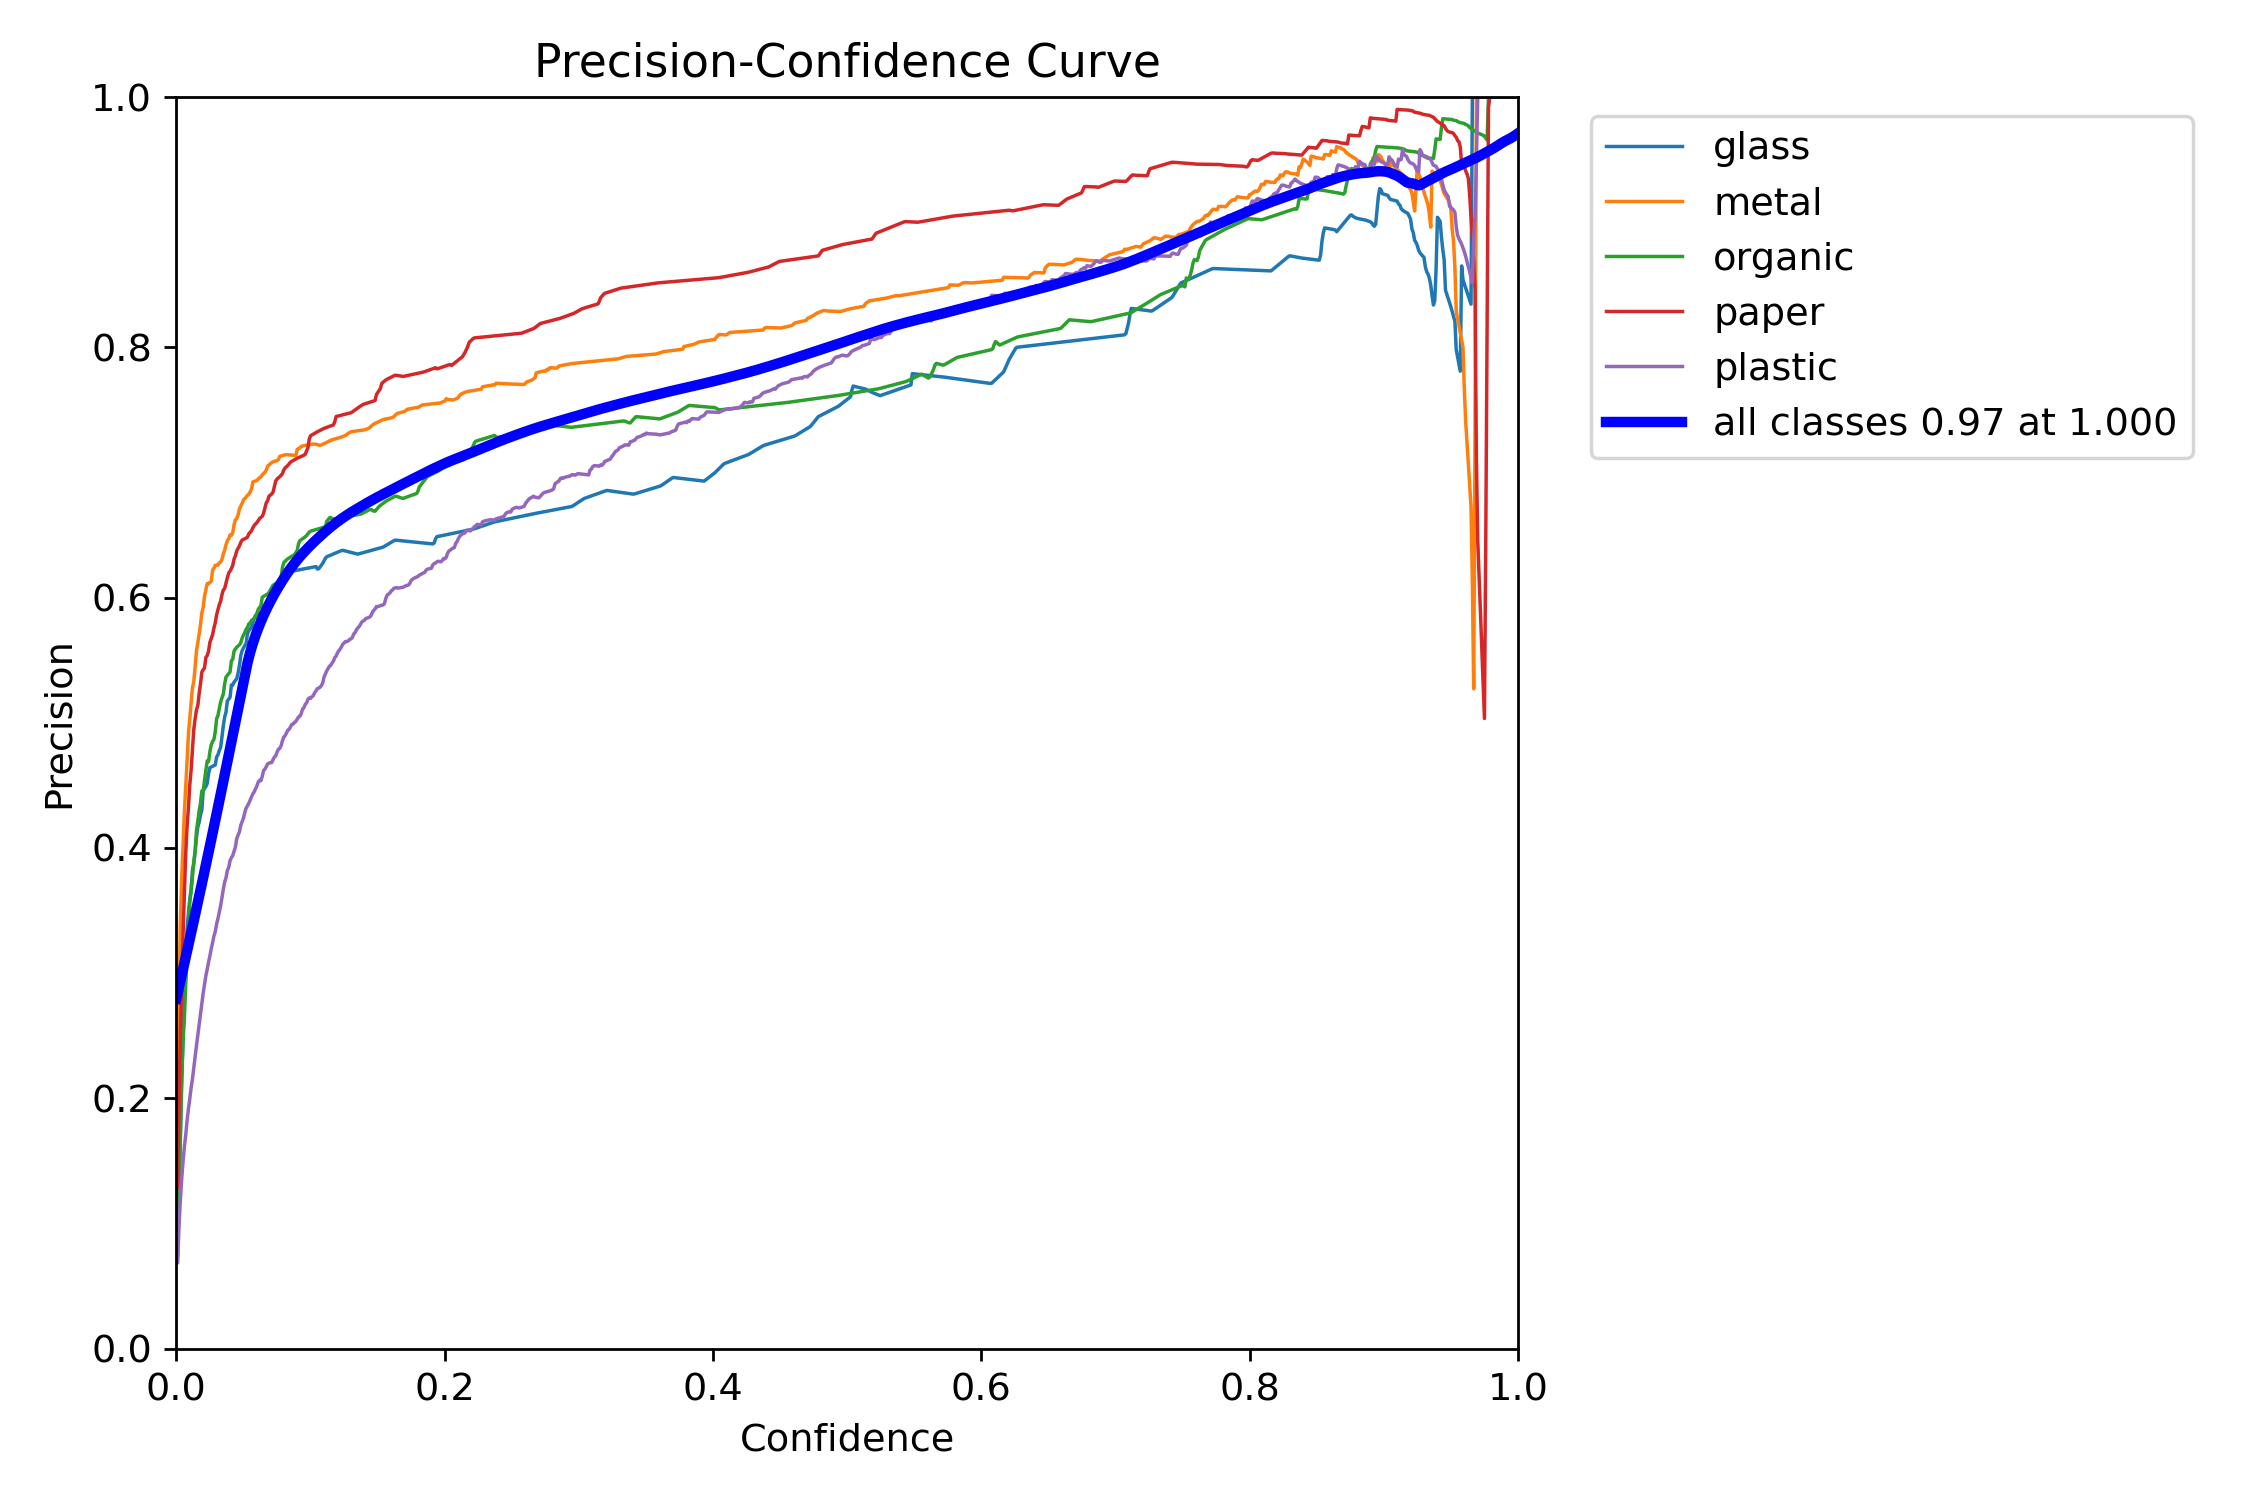 Precision-Confidence Curve
1.0
0.8
0.6
0.4
0.2
0.0
Precision
0.0 0.2 0.4 0.6 0.8 1.0
Confidence
glass
metal
organic
paper
plastic
all classes 0.97 at 1.000